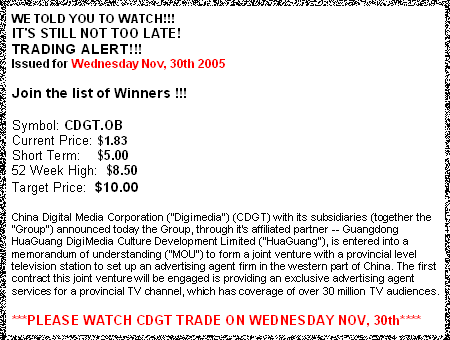 WE TOLD YOU TO WATCH!!!
IT'S STILL NOT TOO LATE!
TRADING ALERT!!!
Issued for Wednesday Nov, 30th 2005
Join the list of Winners !!!
Symbol: CDGT.OB
Current Price: $1.83
Short Term: $5.00
52 Week High: $8.50
Target Price: $10.00
China Digital Media Corporation ("Digimedia") (CDGT) with its subsidiaries (together the
"Group") announced today the Group, through it's affiliated partner -- Guangdong
HuaGuang DigiMedia Culture Development Limited ("HuaGuang"), is entered into a
memorandum of understanding ("MOU") to form a joint venture with a provincial level
television station to set up an advertising agent firm in the western part of China. The first
contract this joint venture will be engaged is providing an exclusive advertising agent
services for a provincial TV channel, which has coverage of over 30 million TV audiences.
***PLEASE WATCH CDGT TRADE ON WEDNESDAY NOV, 30th****